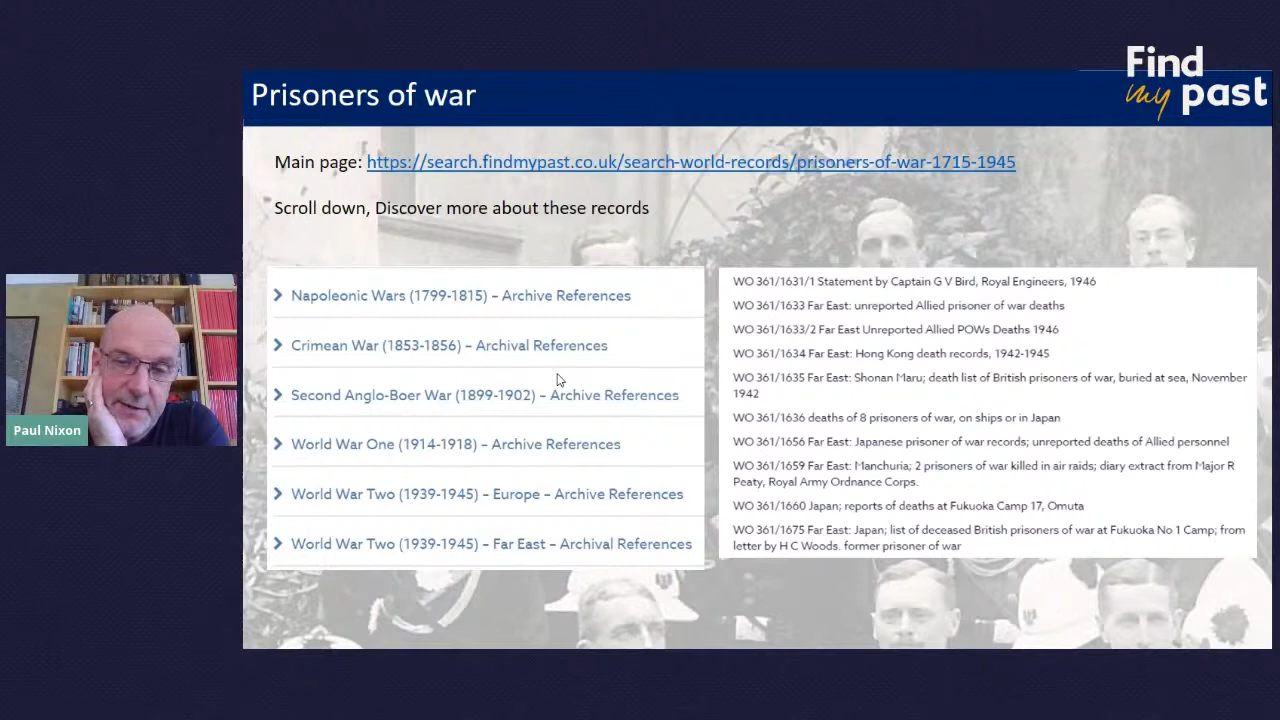 Find
my past
Prisoners of war
Main page: https://search.findmypast.co.uk/search-world-records/prisoners-of-war-1715-1945
Scroll down, Discover more about these records
Napoleonic Wars (1799-1815) – Archive References
Crimean War (1853-1856) – Archival References
Second Anglo-Boer War (1899-1902) – Archive References
World War One (1914-1918) – Archive References
World War Two (1939-1945) – Europe – Archive References
World War Two (1939-1945) – Far East – Archival References
WO 361/1631/1 Statement by Captain G V Bird, Royal Engineers, 1946
WO 361/1633 Far East: unreported Allied prisoner of war deaths
WO 361/1633/2 Far East Unreported Allied POWs Deaths 1946
WO 361/1634 Far East: Hong Kong death records, 1942-1945
WO 361/1635 Far East: Shonan Maru; death list of British prisoners of war, buried at sea, November
1942
WO 361/1636 deaths of 8 prisoners of war, on ships or in Japan
WO 361/1656 Far East: Japanese prisoner of war records; unreported deaths of Allied personnel
WO 361/1659 Far East: Manchuria; 2 prisoners of war killed in air raids; diary extract from Major R
Peaty, Royal Army Ordnance Corps.
WO 361/1660 Japan; reports of deaths at Fukuoka Camp 17, Omuta
WO 361/1675 Far East: Japan; list of deceased British prisoners of war at Fukuoka No 1 Camp; from
letter by H C Woods. former prisoner of war
Paul Nixon